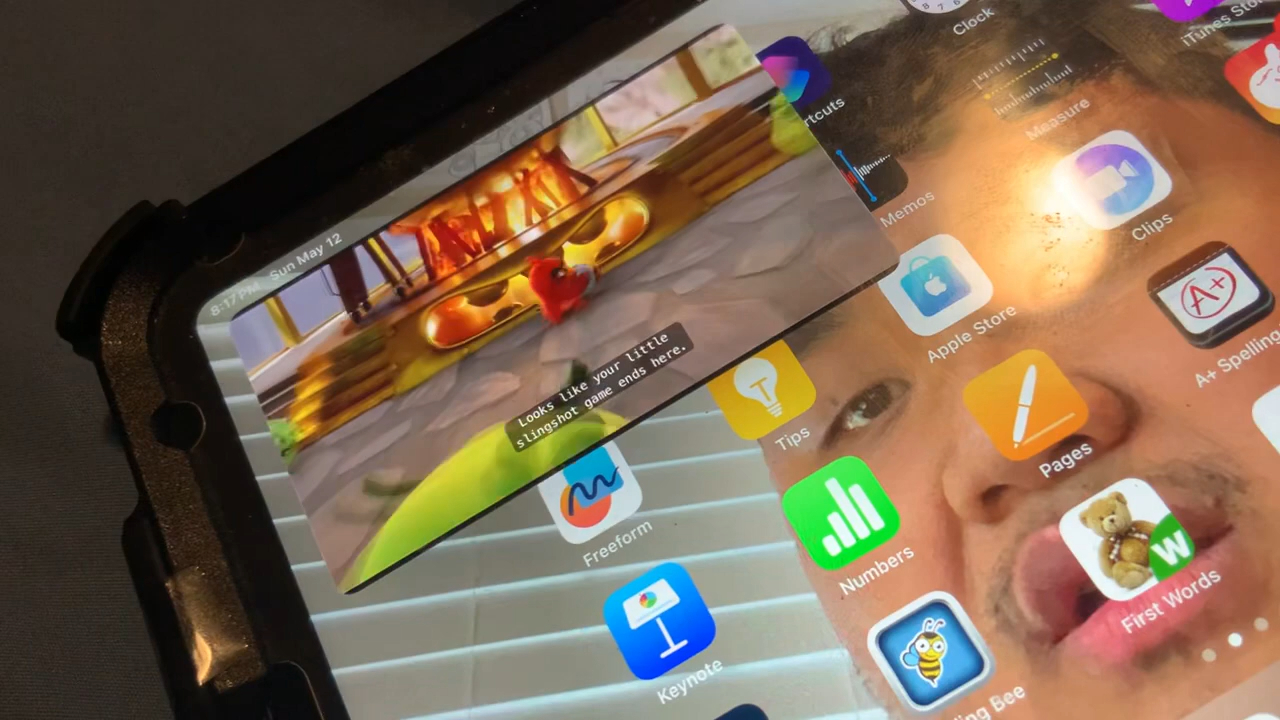 8:17 PM Sun May 12
Clock
iTunes Sto
rtcuts
Measure
Memos
Clips
Looks like your little
slingshot game ends here.
Apple Store
A+
A+ Spelling
Tips
Pages
Freeform
Numbers
W
First Words
Keynote
ing Bee